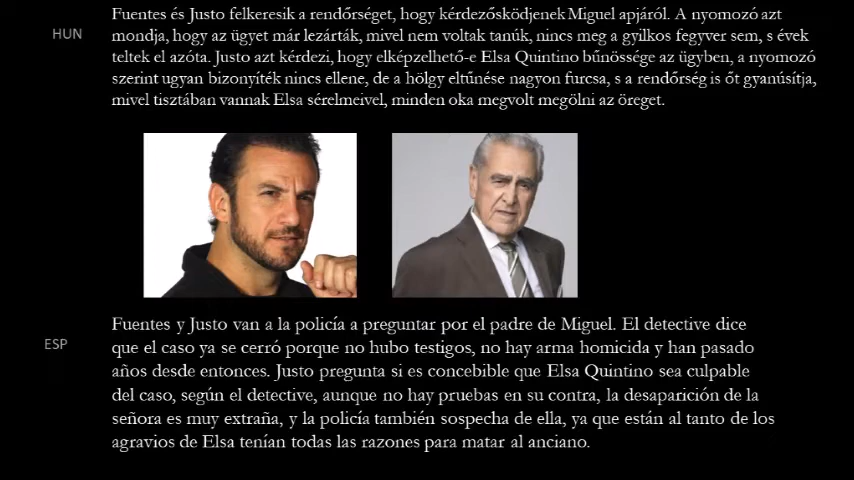 HUN
Fuentes és Justo felkeresik a rendőrséget, hogy kérdezősködjenek Miguel apjáról. A nyomozó azt
mondja, hogy az ügyet már lezárták, mivel nem voltak tanúk, nincs meg a gyilkos fegyver sem, s évek
teltek el azóta. Justo azt kérdezi, hogy elképzelhető-e Elsa Quintino bűnössége az ügyben, a nyomozó
szerint ugyan bizonyíték nincs ellene, de a hölgy eltűnése nagyon furcsa, s a rendőrség is őt gyanúsítja,
mivel tisztában vannak Elsa sérelmeivel, minden oka megvolt megölni az öreget.
ESP
Fuentes y Justo van a la policía a preguntar por el padre de Miguel. El detective dice
que el caso ya se cerró porque no hubo testigos, no hay arma homicida y han pasado
años desde entonces. Justo pregunta si es concebible que Elsa Quintino sea culpable
del caso, según el detective, aunque no hay pruebas en su contra, la desaparición de la
señora es muy extraña, y la policía también sospecha de ella, ya que están al tanto de los
agravios de Elsa tenían todas las razones para matar al anciano.